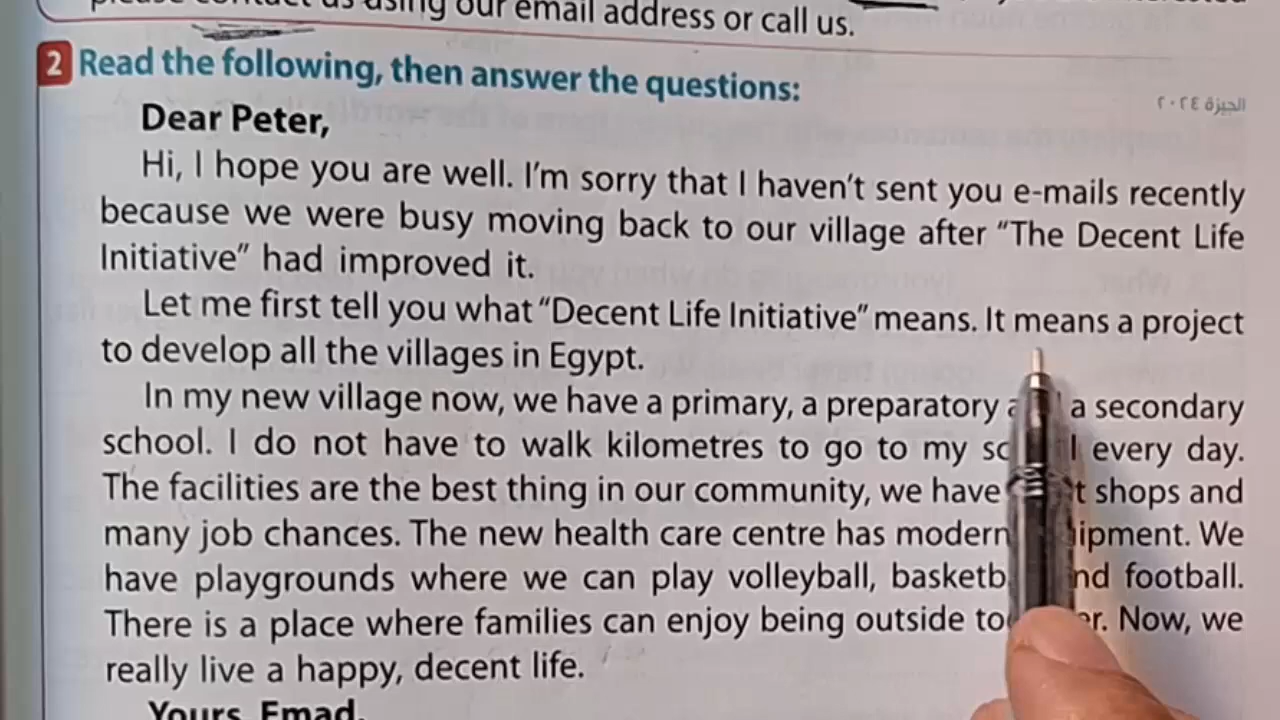 please contact us using our email address or call us.
2 Read the following, then answer the questions:
الجيزة ٢٠٢٤
Dear Peter,
Hi, I hope you are well. I'm sorry that I haven't sent you e-mails recently
because we were busy moving back to our village after “The Decent Life
Initiative” had improved it.
Let me first tell you what “Decent Life Initiative” means. It means a project
to develop all the villages in Egypt.
In my new village now, we have a primary, a preparatory a secondary
school. I do not have to walk kilometres to go to my every day.
The facilities are the best thing in our community, we have shops and
many job chances. The new health care centre has modern We
have playgrounds where we can play volleyball, football.
There is a place where families can enjoy being outside Now, we
really live a happy, decent life.
Yours, Emad.